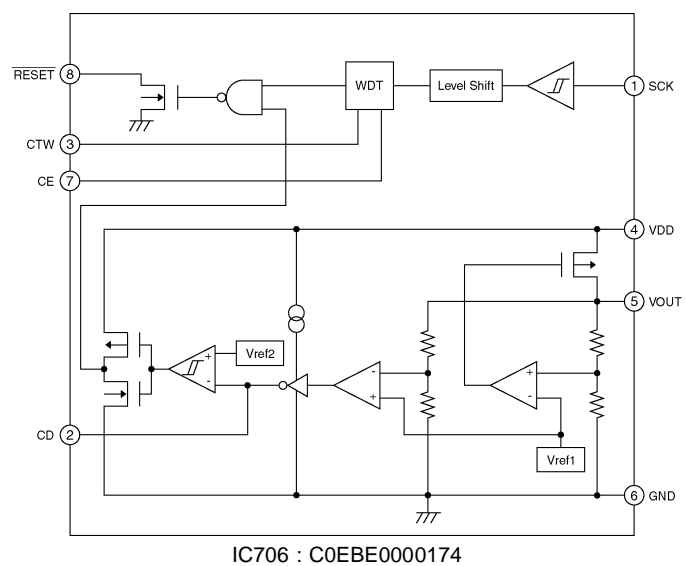 RESET 8
WDT
Level Shift
1 SCK
CTW 3
CE 7
4 VDD
5 VOUT
Vref2
+
-
-
+
+
-
CD 2
Vref1
6 GND
IC706 : C0EBE0000174